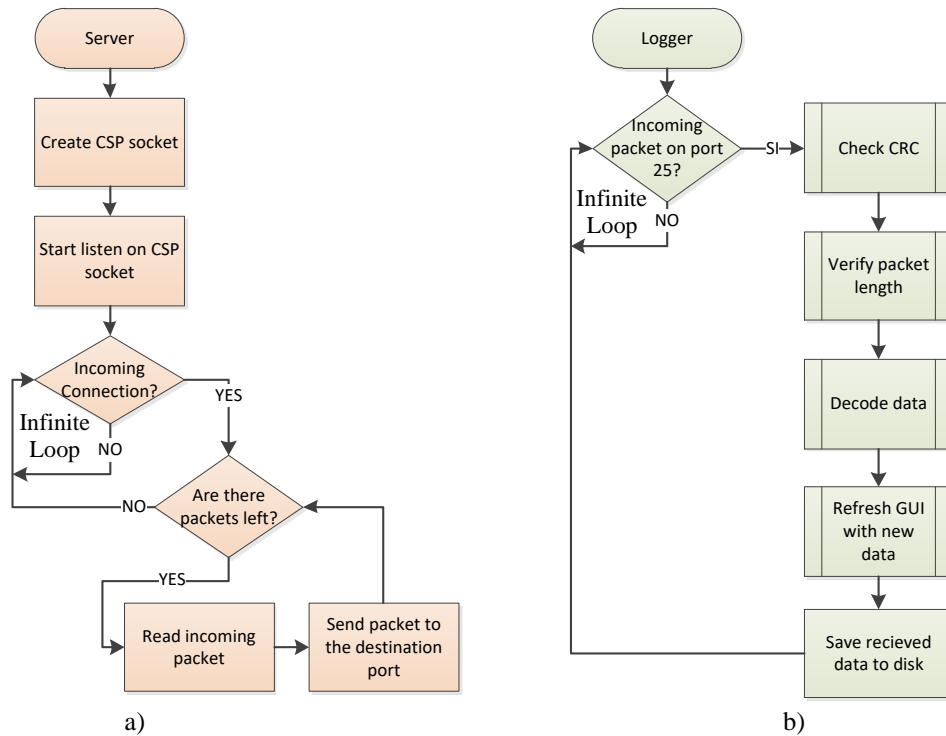 Server
Create CSP socket
Start listen on CSP
socket
Incoming
Connection?
YES
Infinite
Loop
NO
Are there
packets left?
NO
YES
Read incoming
packet
Send packet to
the destination
port
a)
Logger
Incoming
packet on port
25?
SI
Infinite
Loop
NO
Check CRC
Verify packet
length
Decode data
Refresh GUI
with new
data
Save recieved
data to disk
b)